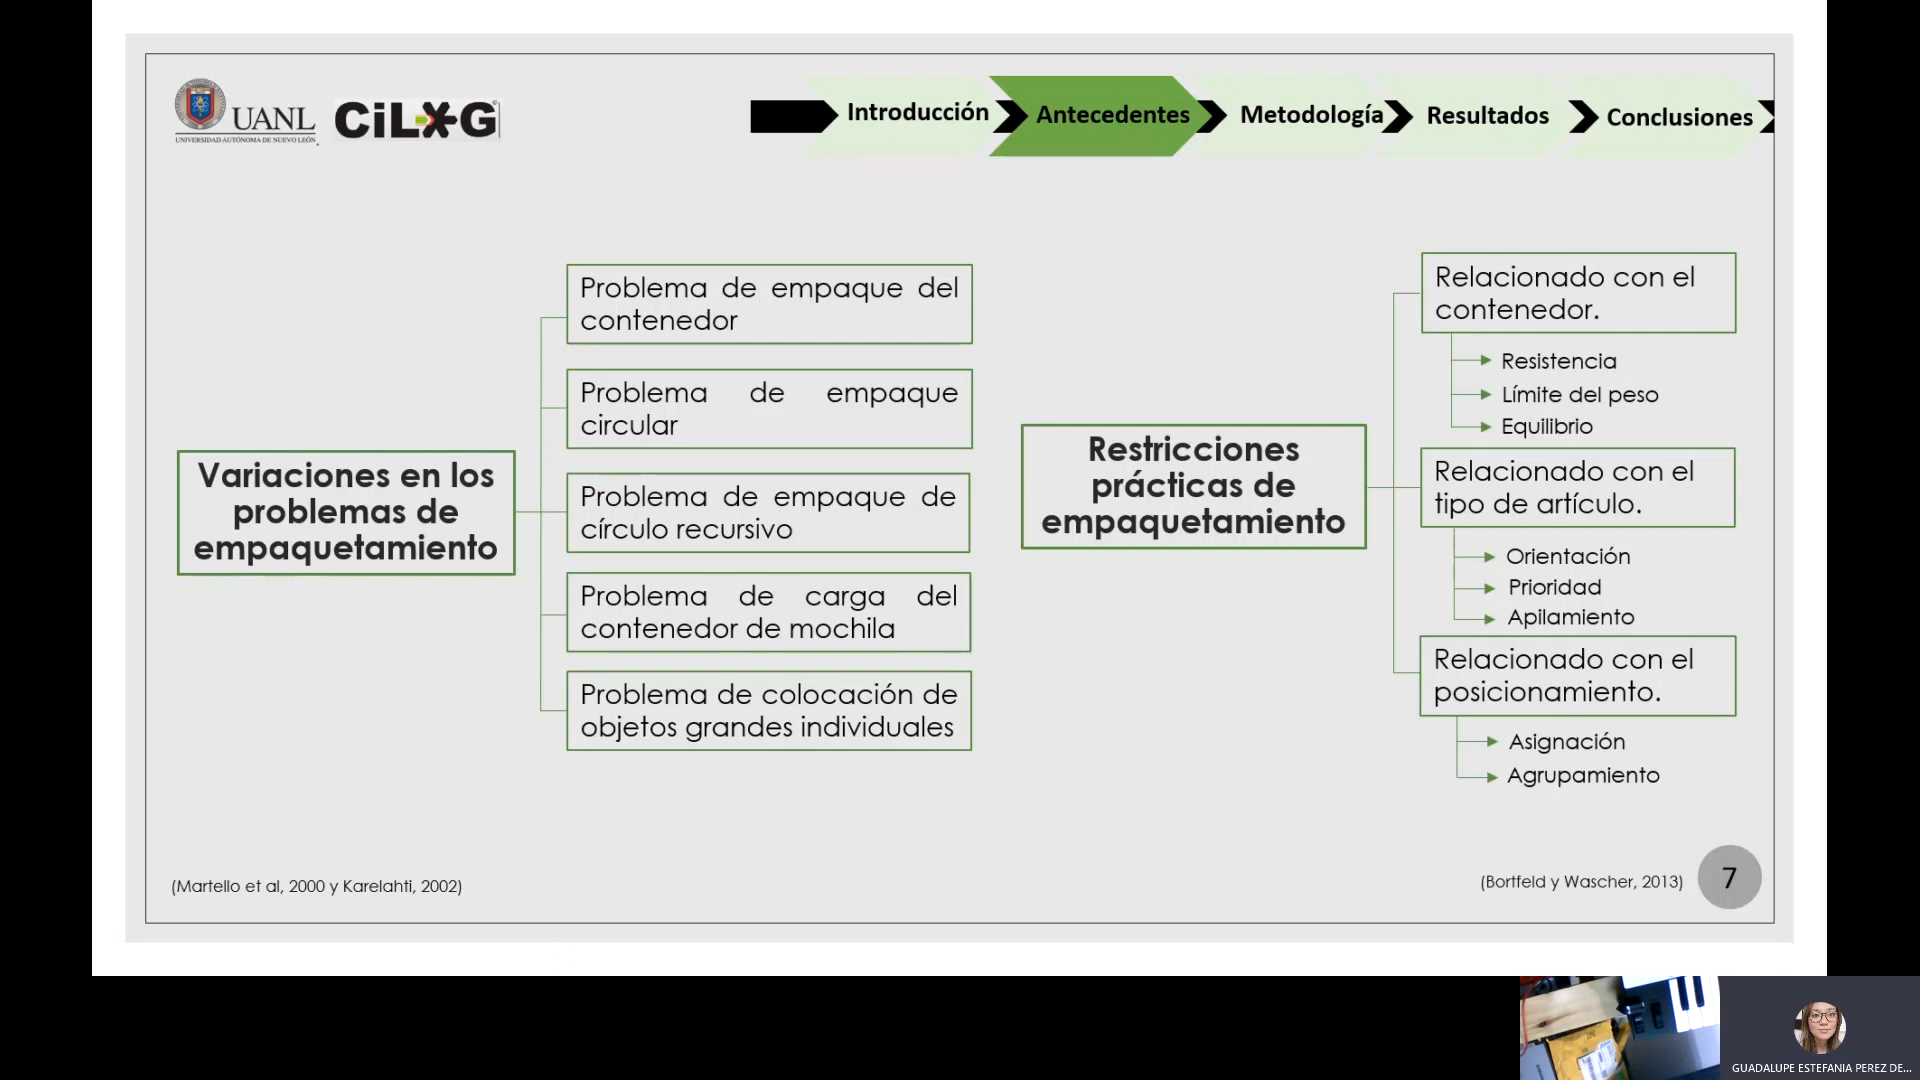 UANL
UNIVERSIDAD AUTÓNOMA DE NUEVO LEÓN
CiLOG
Introducción
Antecedentes
Metodología
Resultados
Conclusiones
Variaciones en los
problemas de
empaquetamiento
Problema de empaque del
contenedor
Problema de empaque
circular
Problema de empaque de
círculo recursivo
Problema de carga del
contenedor de mochila
Problema de colocación de
objetos grandes individuales
Restricciones
prácticas de
empaquetamiento
Relacionado con el
contenedor.
Resistencia
Límite del peso
Equilibrio
Relacionado con el
tipo de artículo.
Orientación
Prioridad
Apilamiento
Relacionado con el
posicionamiento.
Asignación
Agrupamiento
(Martello et al, 2000 y Karelahti, 2002)
(Bortfeld y Wascher, 2013)
7
GUADALUPE ESTEFANIA PEREZ DE...